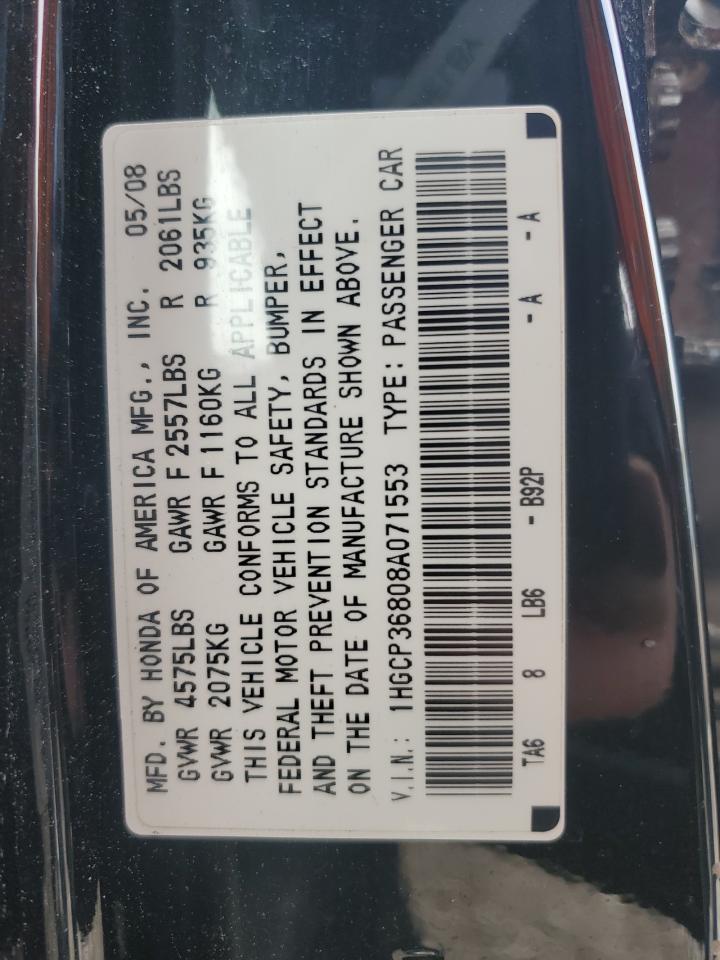 MFD. BY HONDA OF AMERICA MFG., INC. 05/08
GVWR 4575LBS GAWR F 2557LBS R 2061LBS
GVWR 2075KG GAWR F 1160KG R 935KG
THIS VEHICLE CONFORMS TO ALL APPLICABLE
FEDERAL MOTOR VEHICLE SAFETY, BUMPER,
AND THEFT PREVENTION STANDARDS IN EFFECT
ON THE DATE OF MANUFACTURE SHOWN ABOVE.
V.I.N.: 1HGCP36808A071553 TYPE: PASSENGER CAR
TA6 8 LB6 - B92P - A - A